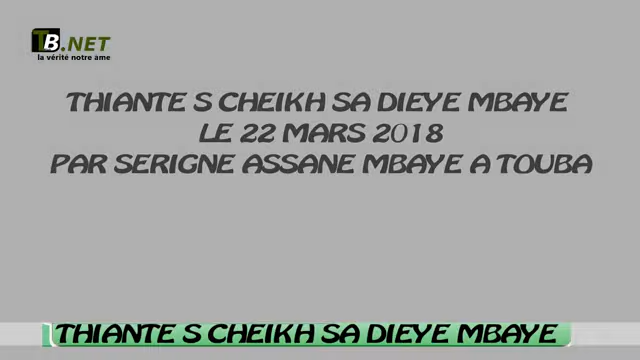 TB.NET
la vérité notre ame
THIANTE S CHEIKH SA DIEYE MBAYE
LE 22 MARS 2018
PAR SERIGNE ASSANE MBAYE A TOUBA
THIANTE S CHEIKH SA DIEYE MBAYE